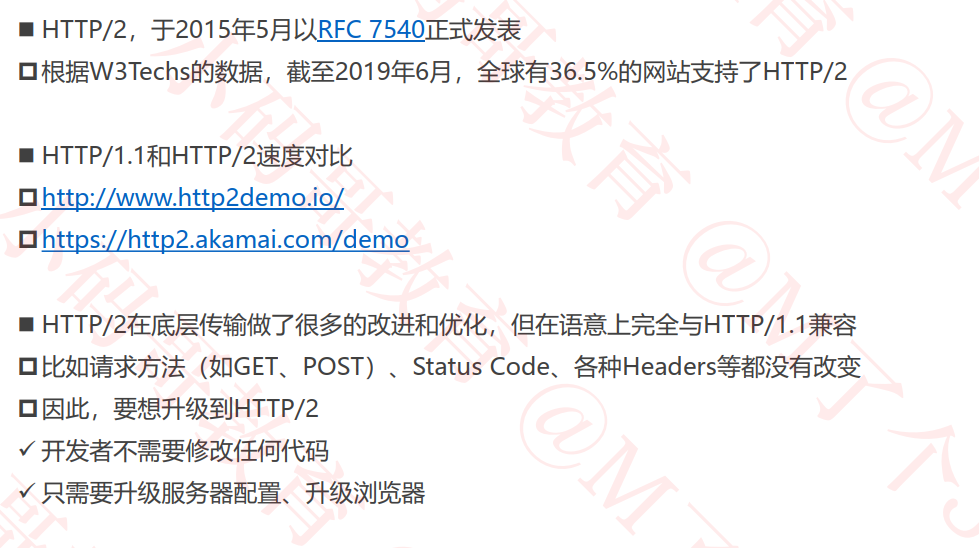 ■ HTTP/2，于2015年5月以RFC 7540正式发表
根据W3Techs的数据，截至2019年6月，全球有36.5%的网站支持了HTTP/2
■ HTTP/1.1和HTTP/2速度对比
http://www.http2demo.io/
https://http2.akamai.com/demo
■ HTTP/2在底层传输做了很多的改进和优化，但在语意上完全与HTTP/1.1兼容
比如请求方法（如GET、POST）、Status Code、各种Headers等都没有改变
因此，要想升级到HTTP/2
✓ 开发者不需要修改任何代码
✓ 只需要升级服务器配置、升级浏览器
小码哥教育 @M了个J